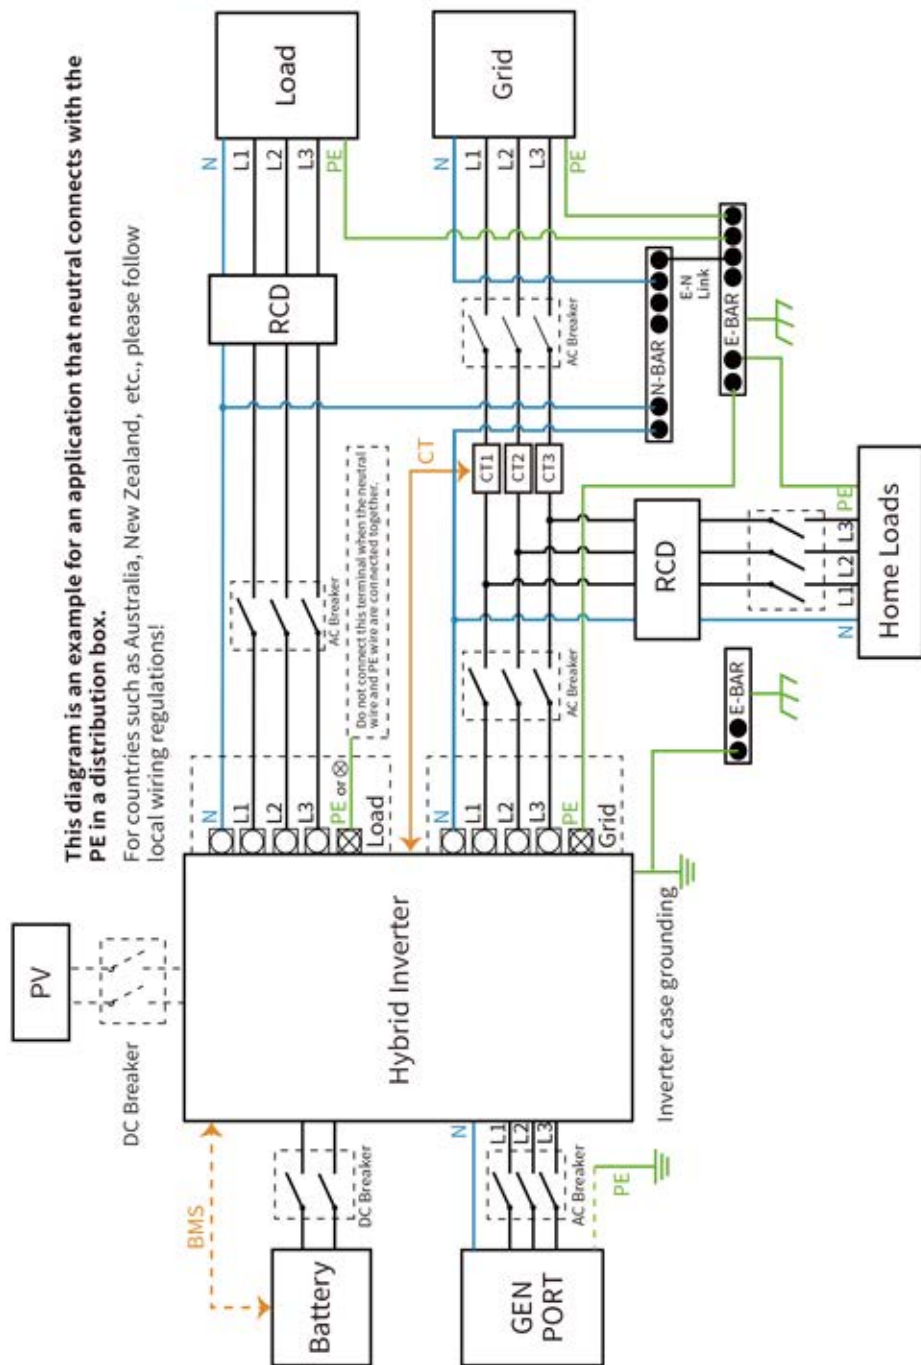 This diagram is an example for an application that neutral connects with the
PE in a distribution box.
For countries such as Australia, New Zealand, etc., please follow
local wiring regulations!
PV
DC Breaker
BMS
Battery
DC Breaker
GEN
PORT
N
L1
L2
L3
AC Breaker
PE
Hybrid Inverter
Inverter case grounding
N
L1
L2
L3
PE or
Load
AC Breaker
Do not connect this terminal when the neutral
wire and PE wire are connected together.
RCD
N
L1
L2
L3
PE
Load
CT
N
L1
L2
L3
PE
Grid
AC Breaker
CT1
CT2
CT3
AC Breaker
N
L1
L2
L3
PE
Grid
RCD
N
L1
L2
L3
PE
Home Loads
N-BAR
E-N
Link
E-BAR
E-BAR